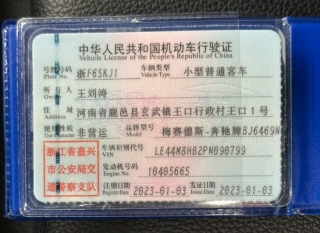 中华人民共和国机动车行驶证
Vehicle License of the People's Republic of China
号牌号码 浙F65KJ1 车辆类型 小型普通客车
Plate No. Vehicle Type
所有人 王刘涛
Owner
住址 河南省鹿邑县玄武镇王口行政村王口1号
Address
使用性质 非营运 品牌型号 梅赛德斯-奔驰牌BJ6469N
浙江省嘉兴
市公安局交
通警察支队
车辆识别代号 LE44M8HB2PN090799
VIN
发动机号码 10405665
Engine No.
注册日期 2023-01-03 发证日期 2023-01-03
Register Date Issue Date